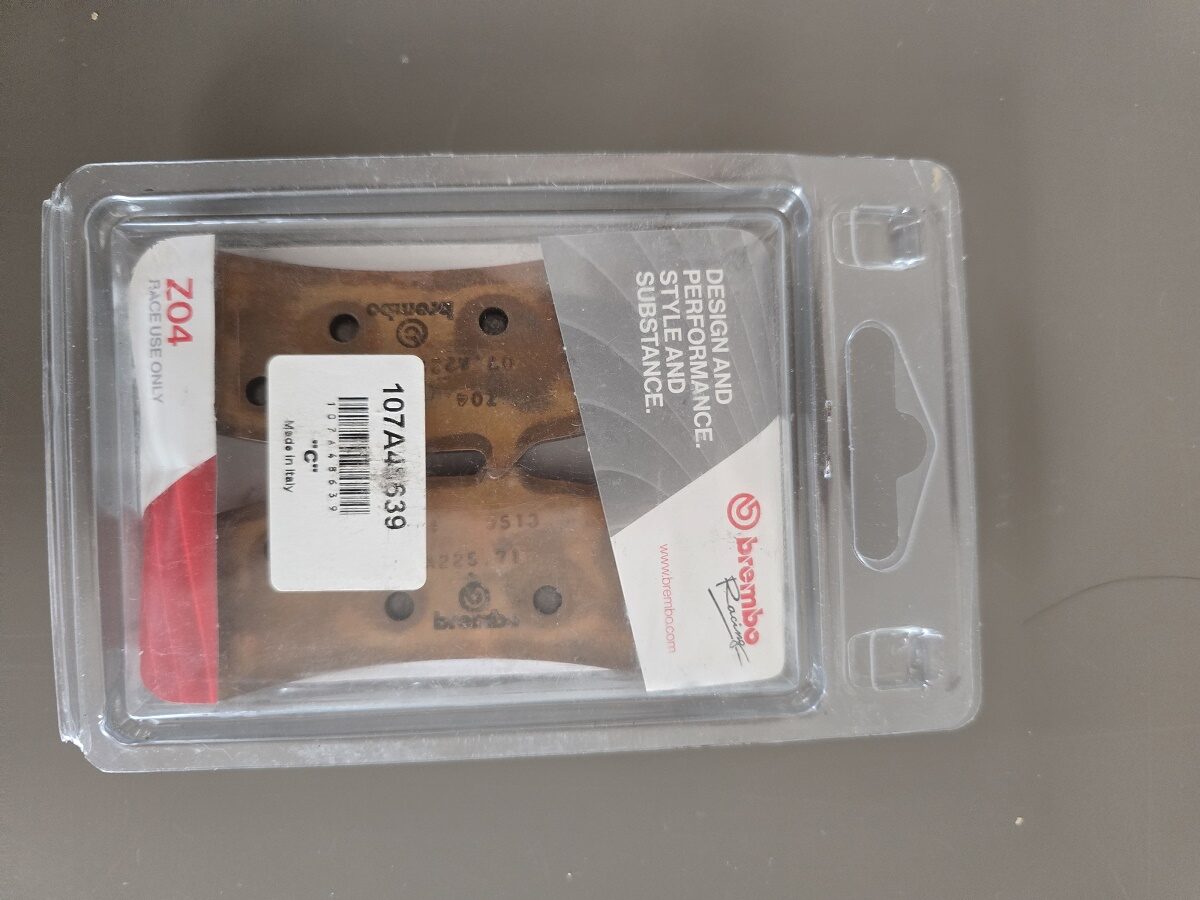 Z04
RACE USE ONLY
brembo
Z04
107A48639
107A48639
"C"
Made in Italy
brembo
DESIGN AND
PERFORMANCE.
STYLE AND
SUBSTANCE.
brembo
Racing
www.brembo.com